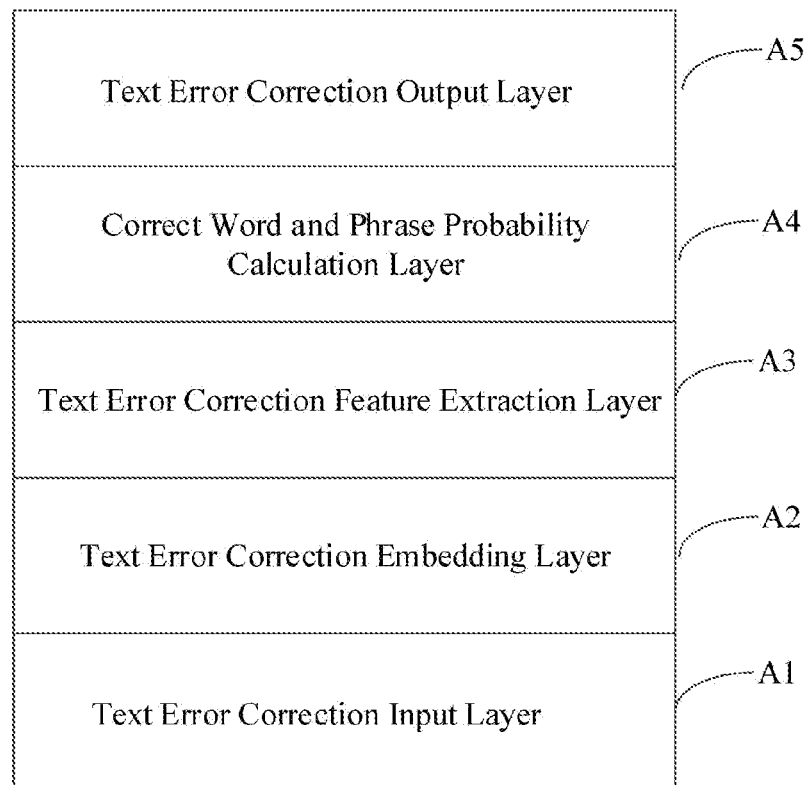 Text Error Correction Output Layer
A5
Correct Word and Phrase Probability
Calculation Layer
A4
Text Error Correction Feature Extraction Layer
A3
Text Error Correction Embedding Layer
A2
Text Error Correction Input Layer
A1